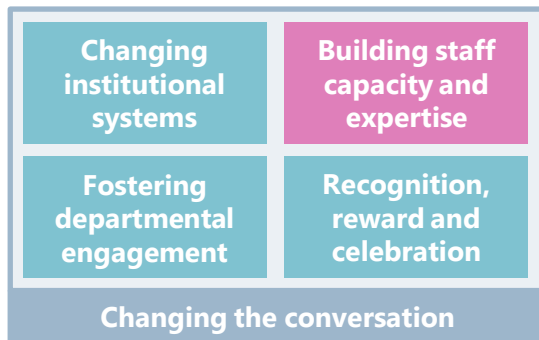 Changing
institutional
systems
Building staff
capacity and
expertise
Fostering
departmental
engagement
Recognition,
reward and
celebration
Changing the conversation